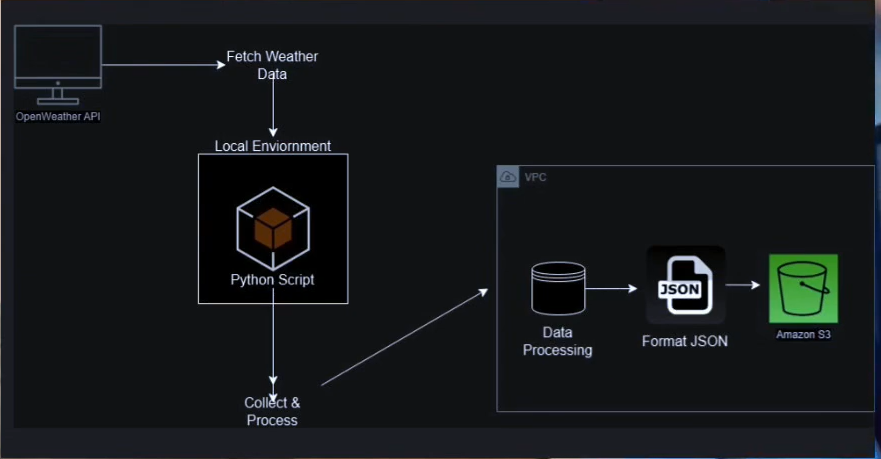 Fetch Weather
Data
OpenWeather API
Local Enviornment
Python Script
Collect &
Process
VPC
Data
Processing
JSON
Format JSON
Amazon S3